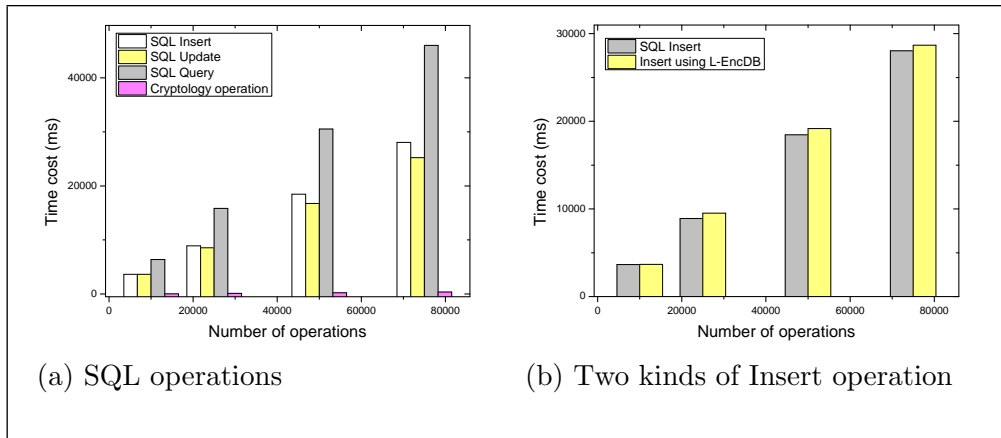 SQL Insert
SQL Update
SQL Query
Cryptology operation
40000
20000
0
Time cost (ms)
0 20000 40000 60000 80000
Number of operations
(a) SQL operations
SQL Insert
Insert using L-EncDB
30000
20000
10000
0
Time cost (ms)
0 20000 40000 60000 80000
Number of operations
(b) Two kinds of Insert operation